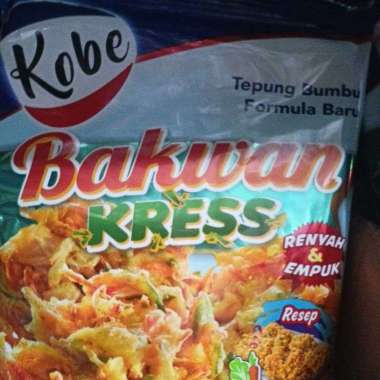 Kobe
Tepung Bumbu
Formula Baru
Bakwan
KRESS
RENYAH
&
EMPUK
Resep